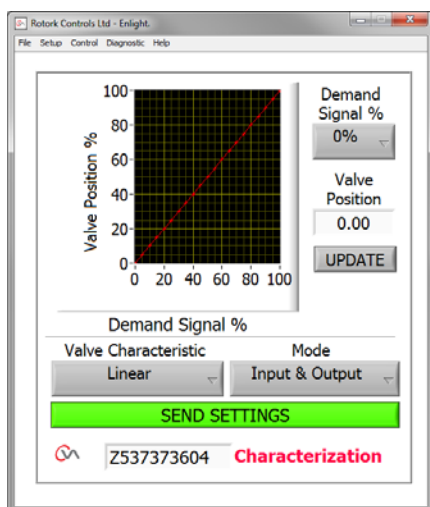 Rotork Controls Ltd - Enlight.
File Setup Control Diagnostic Help
100
80
60
40
20
0
Valve Position %
0 20 40 60 80 100
Demand Signal %
Demand
Signal %
0%
Valve
Position
0.00
UPDATE
Valve Characteristic
Linear
Mode
Input & Output
SEND SETTINGS
Z537373604
Characterization